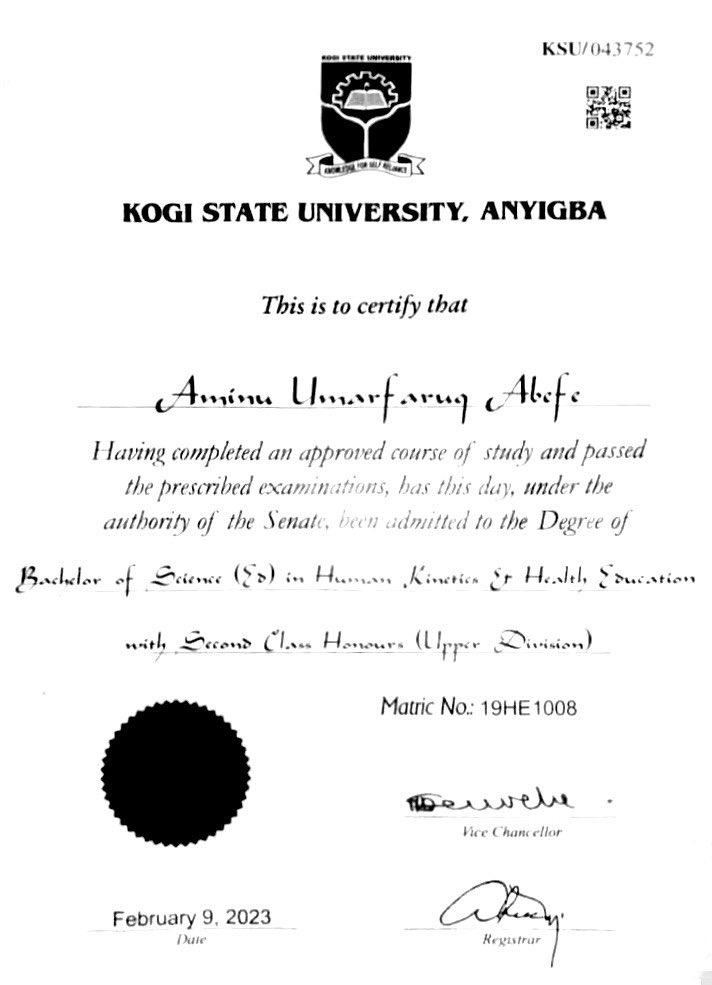 KSU/043752
KOGI STATE UNIVERSITY
KNOWLEDGE FOR SELF RELIANCE
KOGI STATE UNIVERSITY, ANYIGBA
This is to certify that
Aminu Umarfaruq Abefe
Having completed an approved course of study and passed
the prescribed examinations, has this day, under the
authority of the Senate, been admitted to the Degree of
Bachelor of Science (Ed) in Human Kinetics & Health Education
with Second Class Honours (Upper Division)
Matric No.: 19HE1008
Vice Chancellor
February 9, 2023
Date
Registrar